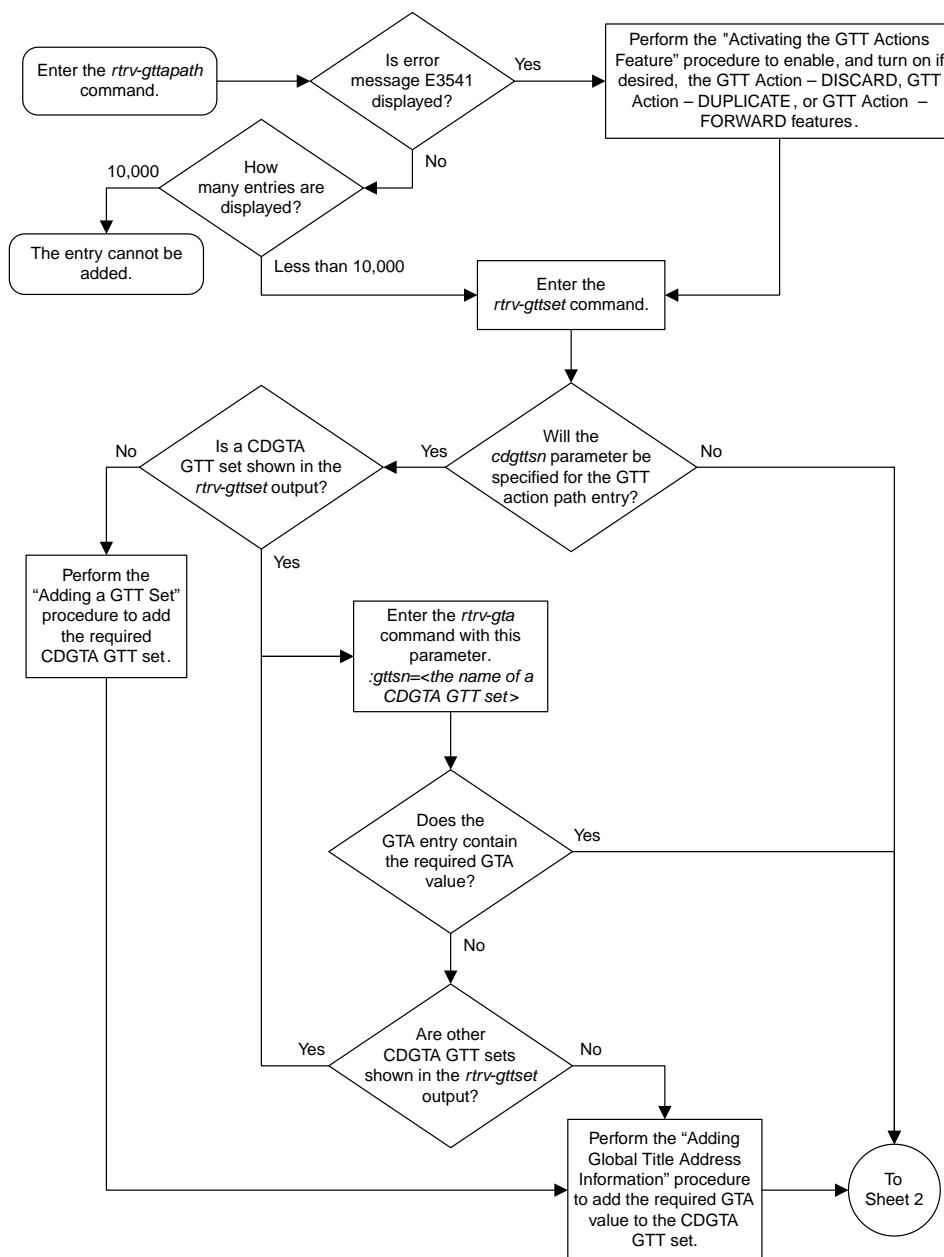 Enter the rtrv-gttapath
command.
Is error
message E3541
displayed?
Yes
Perform the "Activating the GTT Actions
Feature" procedure to enable, and turn on if
desired, the GTT Action – DISCARD, GTT
Action – DUPLICATE, or GTT Action –
FORWARD features.
No
How
many entries are
displayed?
10,000
The entry cannot be
added.
Less than 10,000
Enter the
rtrv-gttset command.
Will the
cdgttsn parameter be
specified for the GTT
action path entry?
Yes
No
Is a CDGTA
GTT set shown in the
rtrv-gttset output?
No
Yes
Perform the
“Adding a GTT Set”
procedure to add
the required
CDGTA GTT set.
Enter the rtrv-gta
command with this
parameter.
:gttsn=<the name of a
CDGTA GTT set>
Does the
GTA entry contain
the required GTA
value?
Yes
No
Are other
CDGTA GTT sets
shown in the rtrv-gttset
output?
Yes
No
Perform the “Adding
Global Title Address
Information” procedure
to add the required GTA
value to the CDGTA
GTT set.
To
Sheet 2